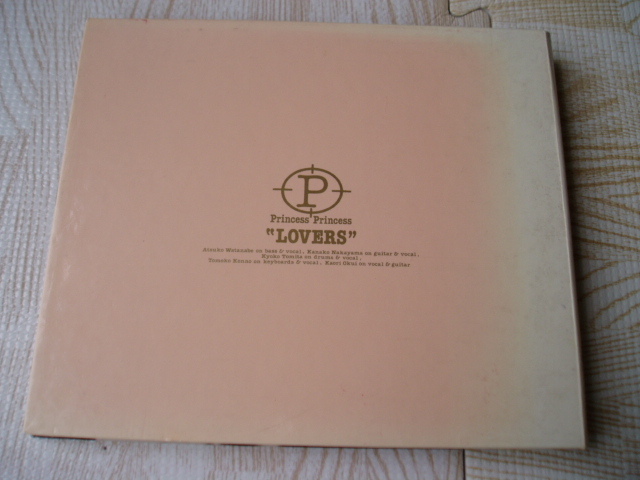 P
Princess Princess
"LOVERS"
Atsuko Watanabe on bass & vocal, Kanako Nakayama on guitar & vocal,
Kyoko Tomita on drums & vocal,
Tomoko Konno on keyboards & vocal, Kaori Okui on vocal & guitar